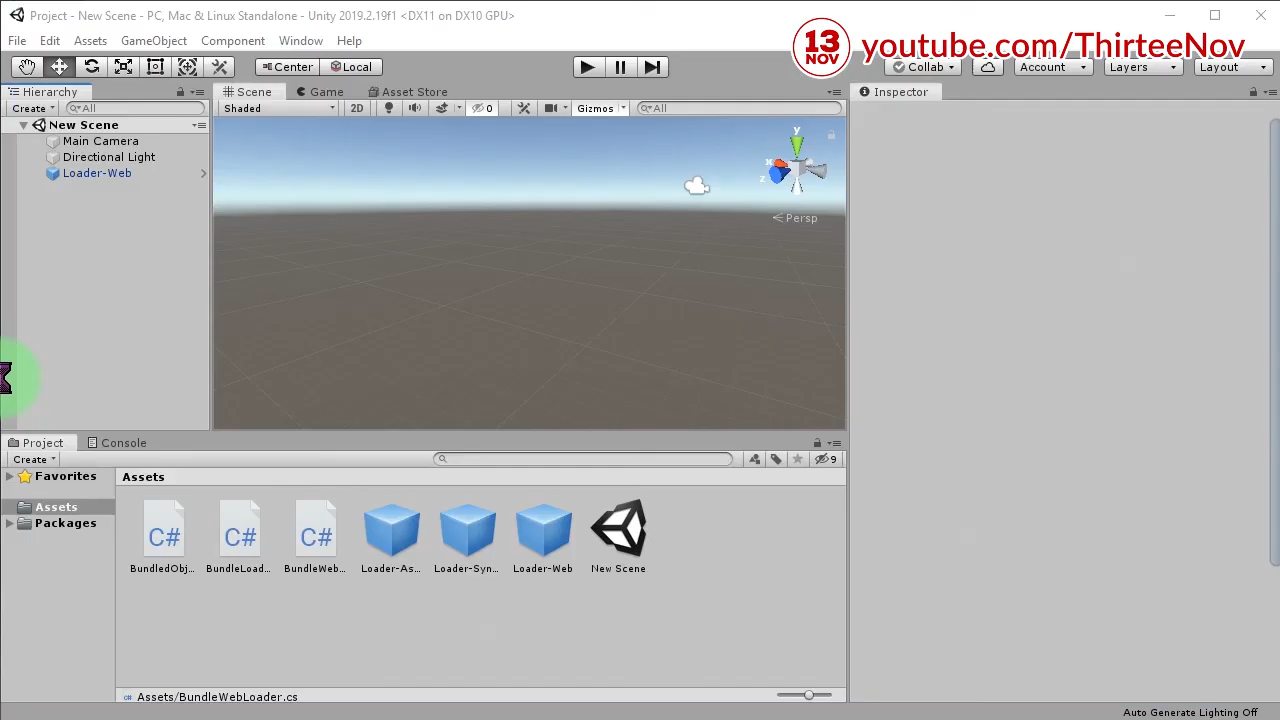 Project - New Scene - PC, Mac & Linux Standalone - Unity 2019.2.19f1 <DX11 on DX10 GPU>
File Edit Assets GameObject Component Window Help
13 NOV
youtube.com/ThirteeNov
Center Local
Collab Account Layers Layout
Hierarchy
Create All
New Scene
Main Camera
Directional Light
Loader-Web
Scene Game Asset Store
Shaded 2D 0 Gizmos All
y
x
z
Persp
Inspector
Project Console
Create 9
Favorites
Assets
Packages
Assets
C# C# C#
BundledObj... BundleLoad... BundleWeb... Loader-As... Loader-Syn... Loader-Web New Scene
Assets/BundleWebLoader.cs
Auto Generate Lighting Off